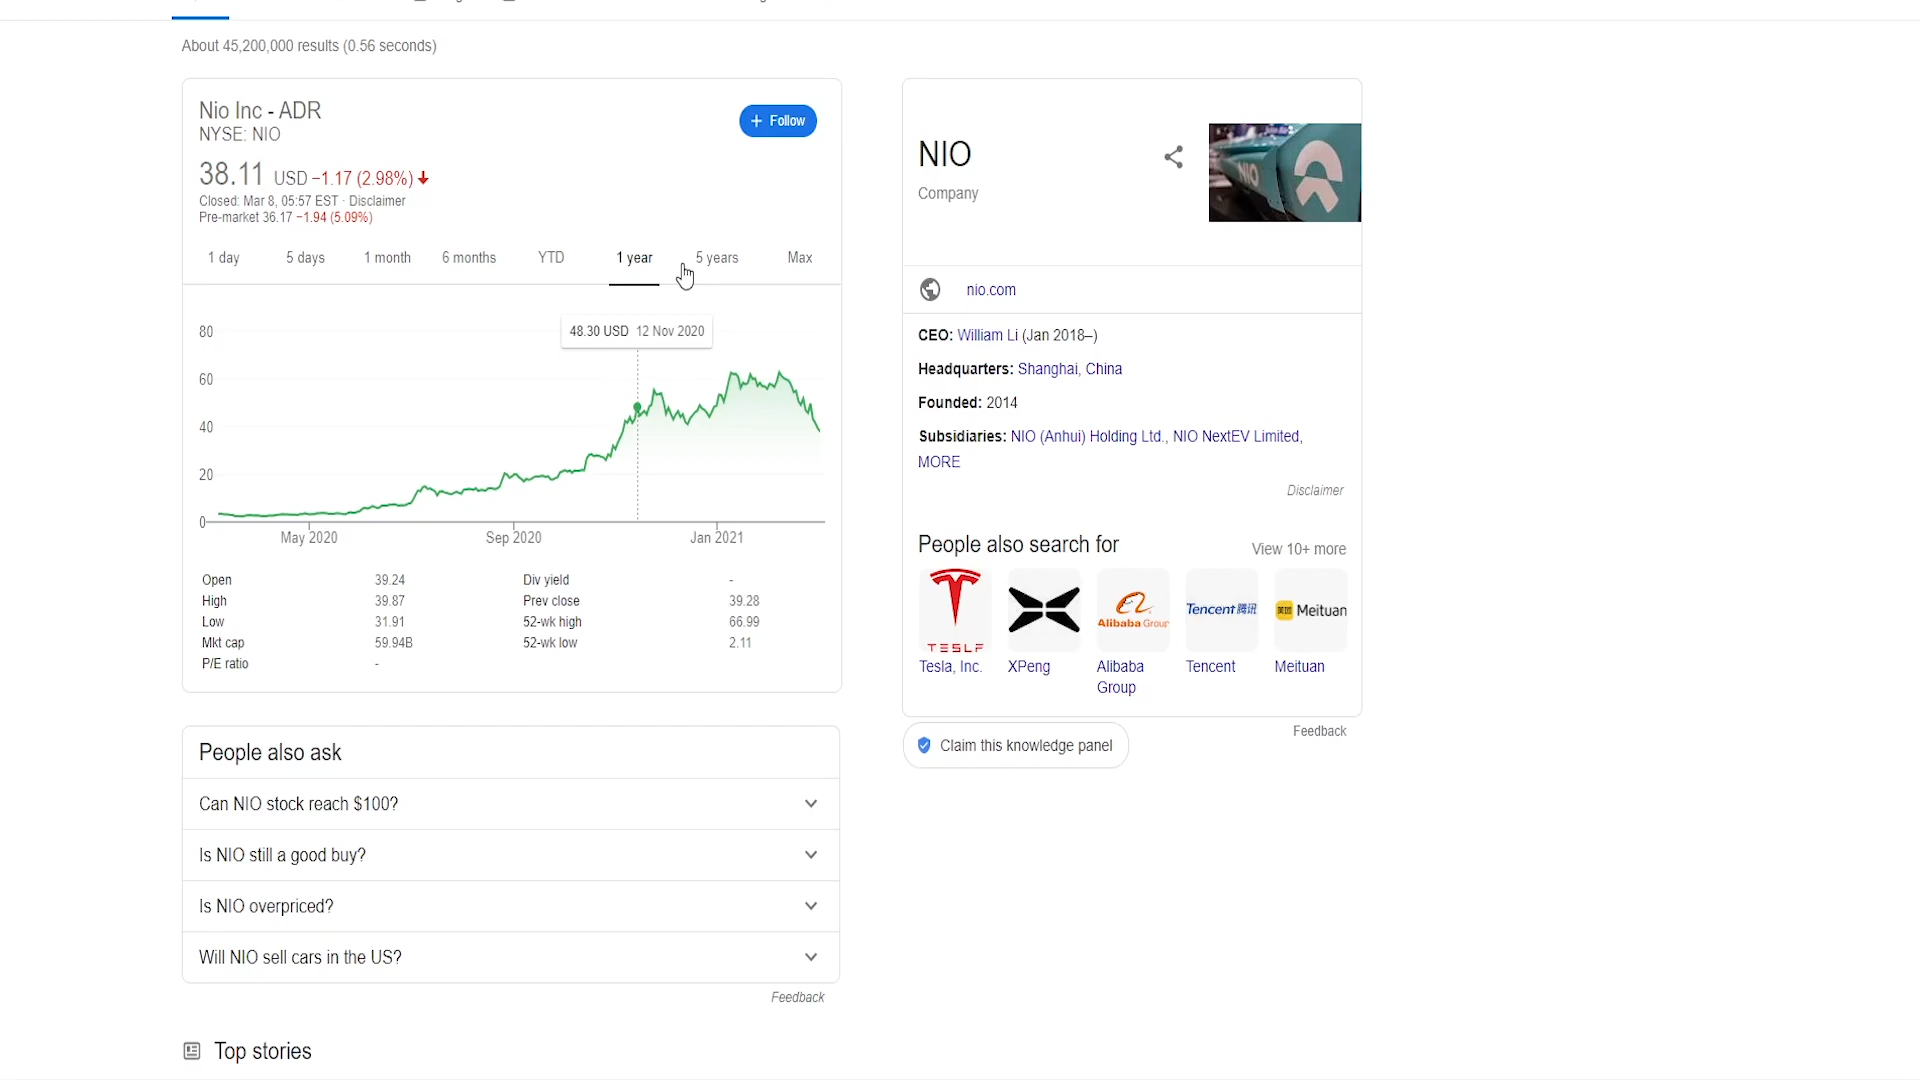 About 45,200,000 results (0.56 seconds)
Nio Inc - ADR
NYSE: NIO
Follow
38.11 USD −1.17 (2.98%)
Closed: Mar 8, 05:57 EST · Disclaimer
Pre-market 36.17 −1.94 (5.09%)
1 day 5 days 1 month 6 months YTD 1 year 5 years Max
48.30 USD 12 Nov 2020
80
60
40
20
0
May 2020 Sep 2020 Jan 2021
Open 39.24 Div yield -
High 39.87 Prev close 39.28
Low 31.91 52-wk high 66.99
Mkt cap 59.94B 52-wk low 2.11
P/E ratio -
People also ask
Can NIO stock reach $100?
Is NIO still a good buy?
Is NIO overpriced?
Will NIO sell cars in the US?
Feedback
Top stories
NIO
Company
NIO
nio.com
CEO: William Li (Jan 2018–)
Headquarters: Shanghai, China
Founded: 2014
Subsidiaries: NIO (Anhui) Holding Ltd., NIO NextEV Limited,
MORE
Disclaimer
People also search for
View 10+ more
TESLA
Alibaba Group
Tencent 腾讯
美团 Meituan
Tesla, Inc. XPeng Alibaba Tencent Meituan
Group
Feedback
Claim this knowledge panel